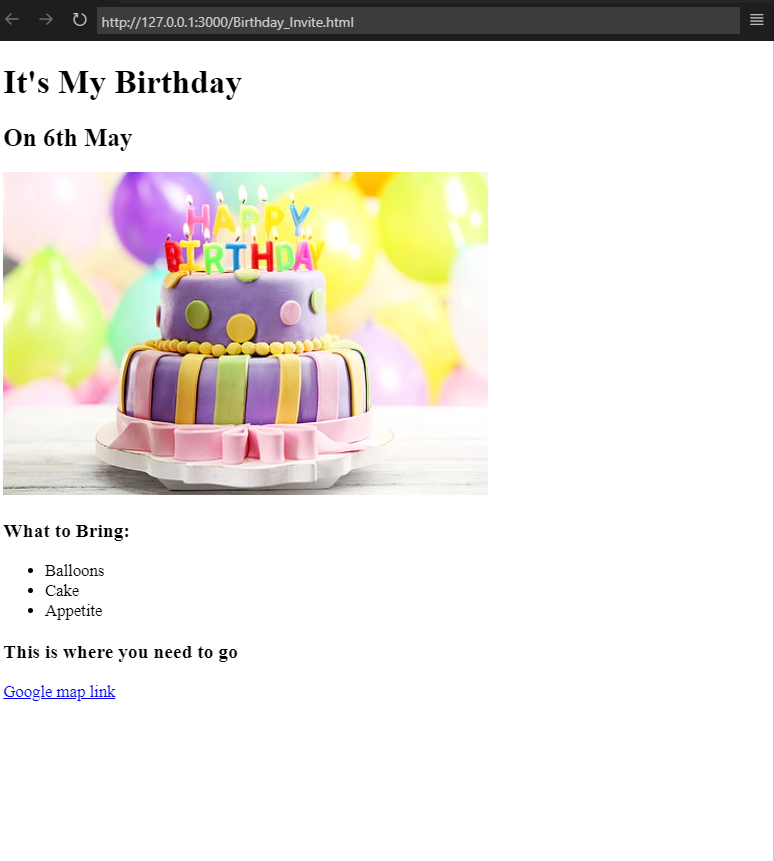 http://127.0.0.1:3000/Birthday_Invite.html
It's My Birthday
On 6th May
HAPPY
BIRTHDAY
What to Bring:
Balloons
Cake
Appetite
This is where you need to go
Google map link